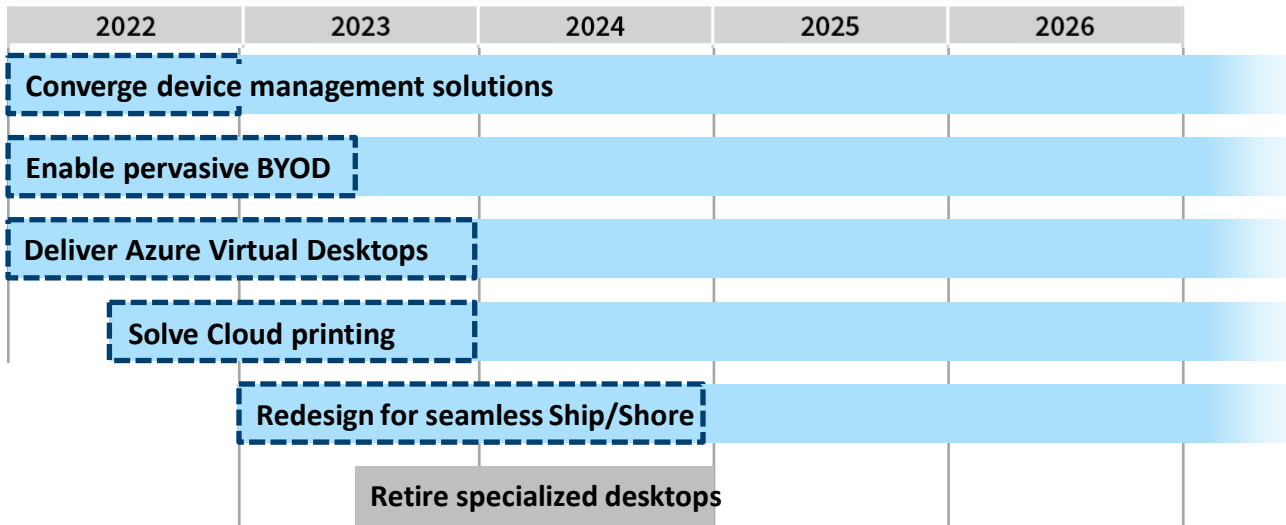 2022 2023 2024 2025 2026
Converge device management solutions
Enable pervasive BYOD
Deliver Azure Virtual Desktops
Solve Cloud printing
Redesign for seamless Ship/Shore
Retire specialized desktops